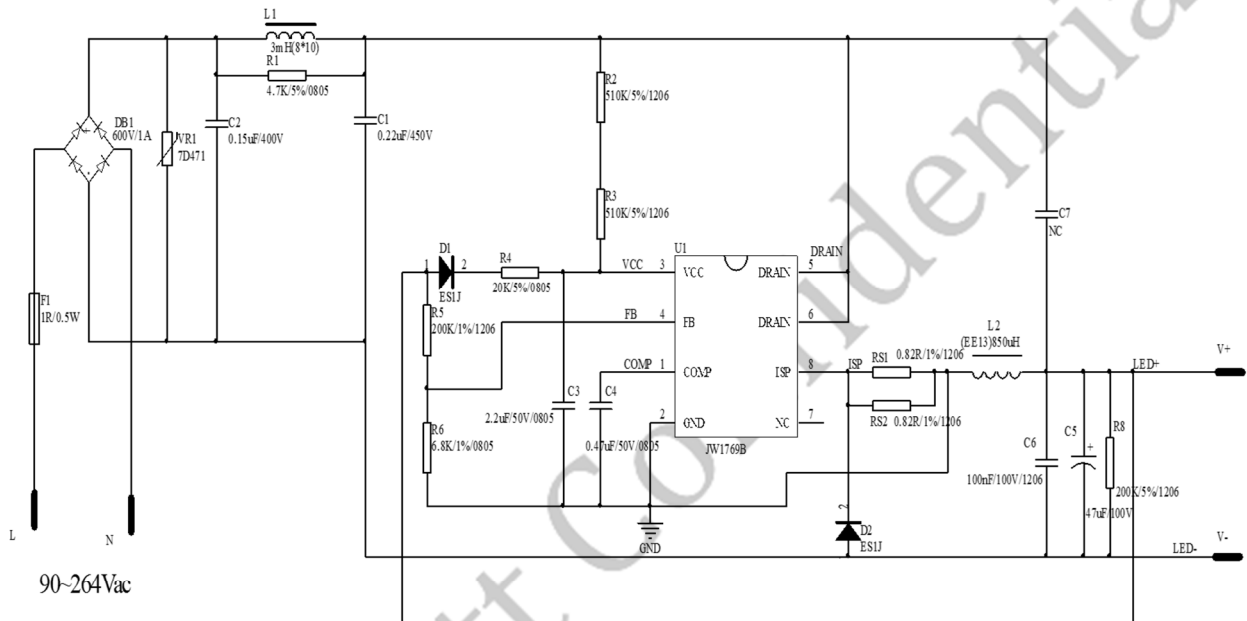 L1
3mH(8*10)
R1
4.7K/5%/0805
DB1
600V/1A
VR1
7D471
C2
0.15uF/400V
C1
0.22uF/450V
R2
510K/5%/1206
R3
510K/5%/1206
C7
NC
D1
1
2
ES1J
R4
20K/5%/0805
VCC
3
U1
VCC
DRAIN
DRAIN
5
FB
4
FB
DRAIN
6
COMP
1
COMP
ISP
8
ISP
2
GND
NC
7
JW1769B
R5
200K/1%/1206
R6
6.8K/1%/0805
C3
2.2uF/50V/0805
C4
0.47uF/50V/0805
GND
RS1
0.82R/1%/1206
RS2
0.82R/1%/1206
L2
(EE13)850uH
LED+
V+
C6
100nF/100V/1206
C5
+
47uF/100V
R8
200K/5%/1206
2
D2
ES1J
LED-
V-
F1
1R/0.5W
L
N
90~264Vac
Confidential